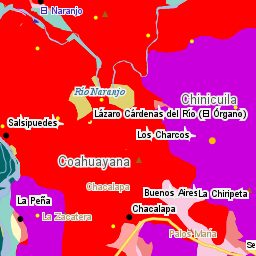 El Naranjo
Río Naranjo
Chinicuila
Lázaro Cárdenas del Río (El Órgano)
Salsipuedes
Los Charcos
Coahuayana
Chacalapa
Buenos Aires
La Chiripeta
La Peña
Chacalapa
La Zacatera
Palos María
Se